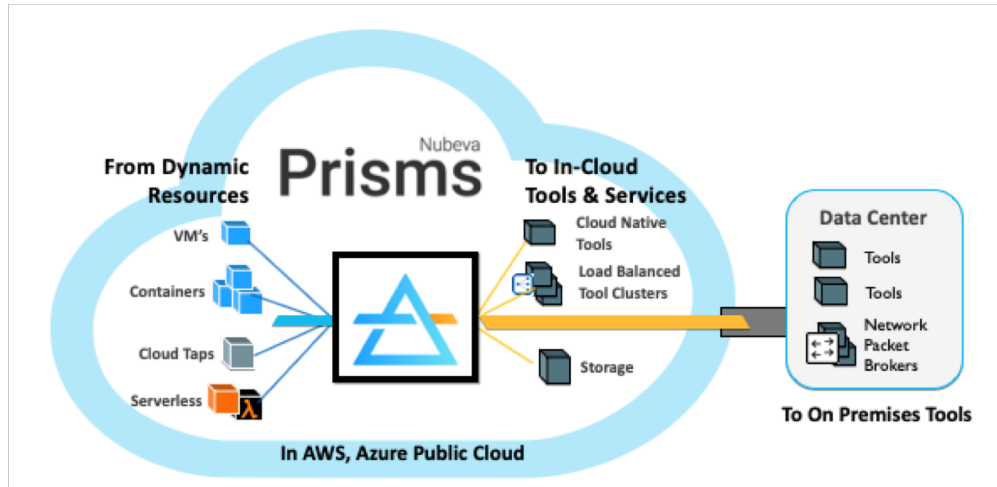 Nubeva
Prisms
From Dynamic
Resources
VM's
Containers
Cloud Taps
Serverless
λ
To In-Cloud
Tools & Services
Cloud Native
Tools
Load Balanced
Tool Clusters
Storage
In AWS, Azure Public Cloud
Data Center
Tools
Tools
Network
Packet
Brokers
To On Premises Tools